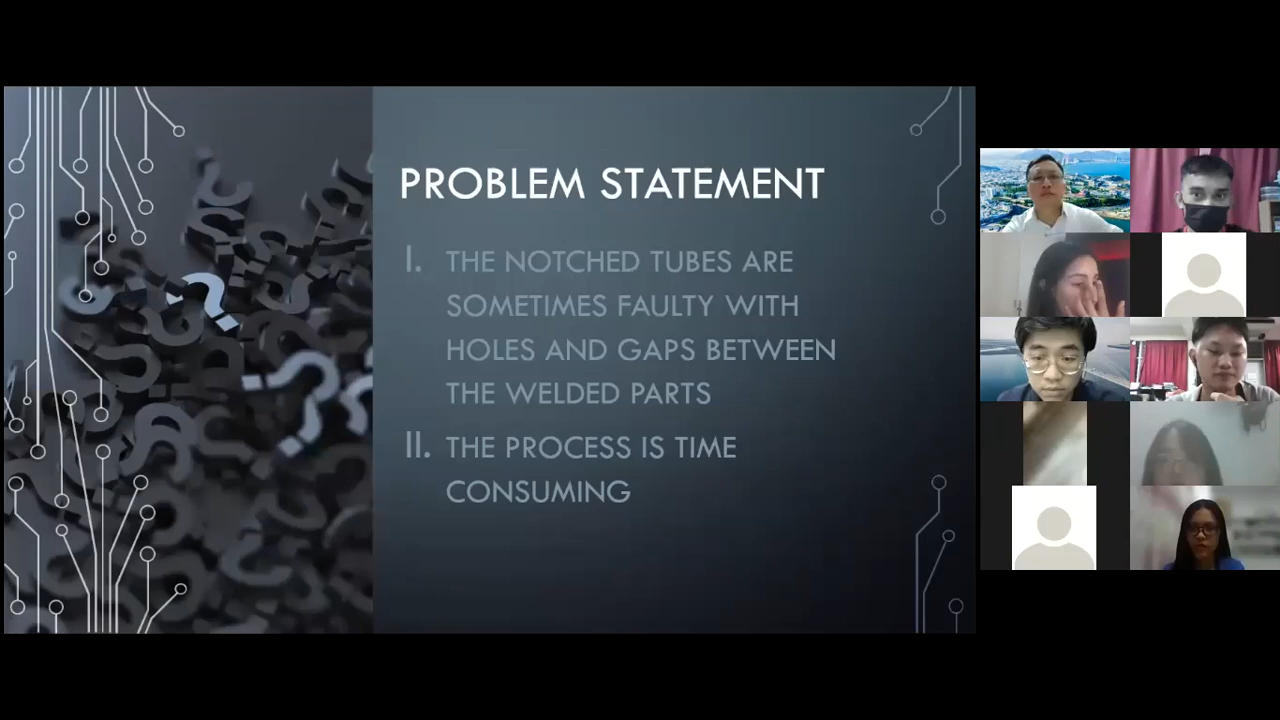 PROBLEM STATEMENT
I. THE NOTCHED TUBES ARE
SOMETIMES FAULTY WITH
HOLES AND GAPS BETWEEN
THE WELDED PARTS
II. THE PROCESS IS TIME
CONSUMING